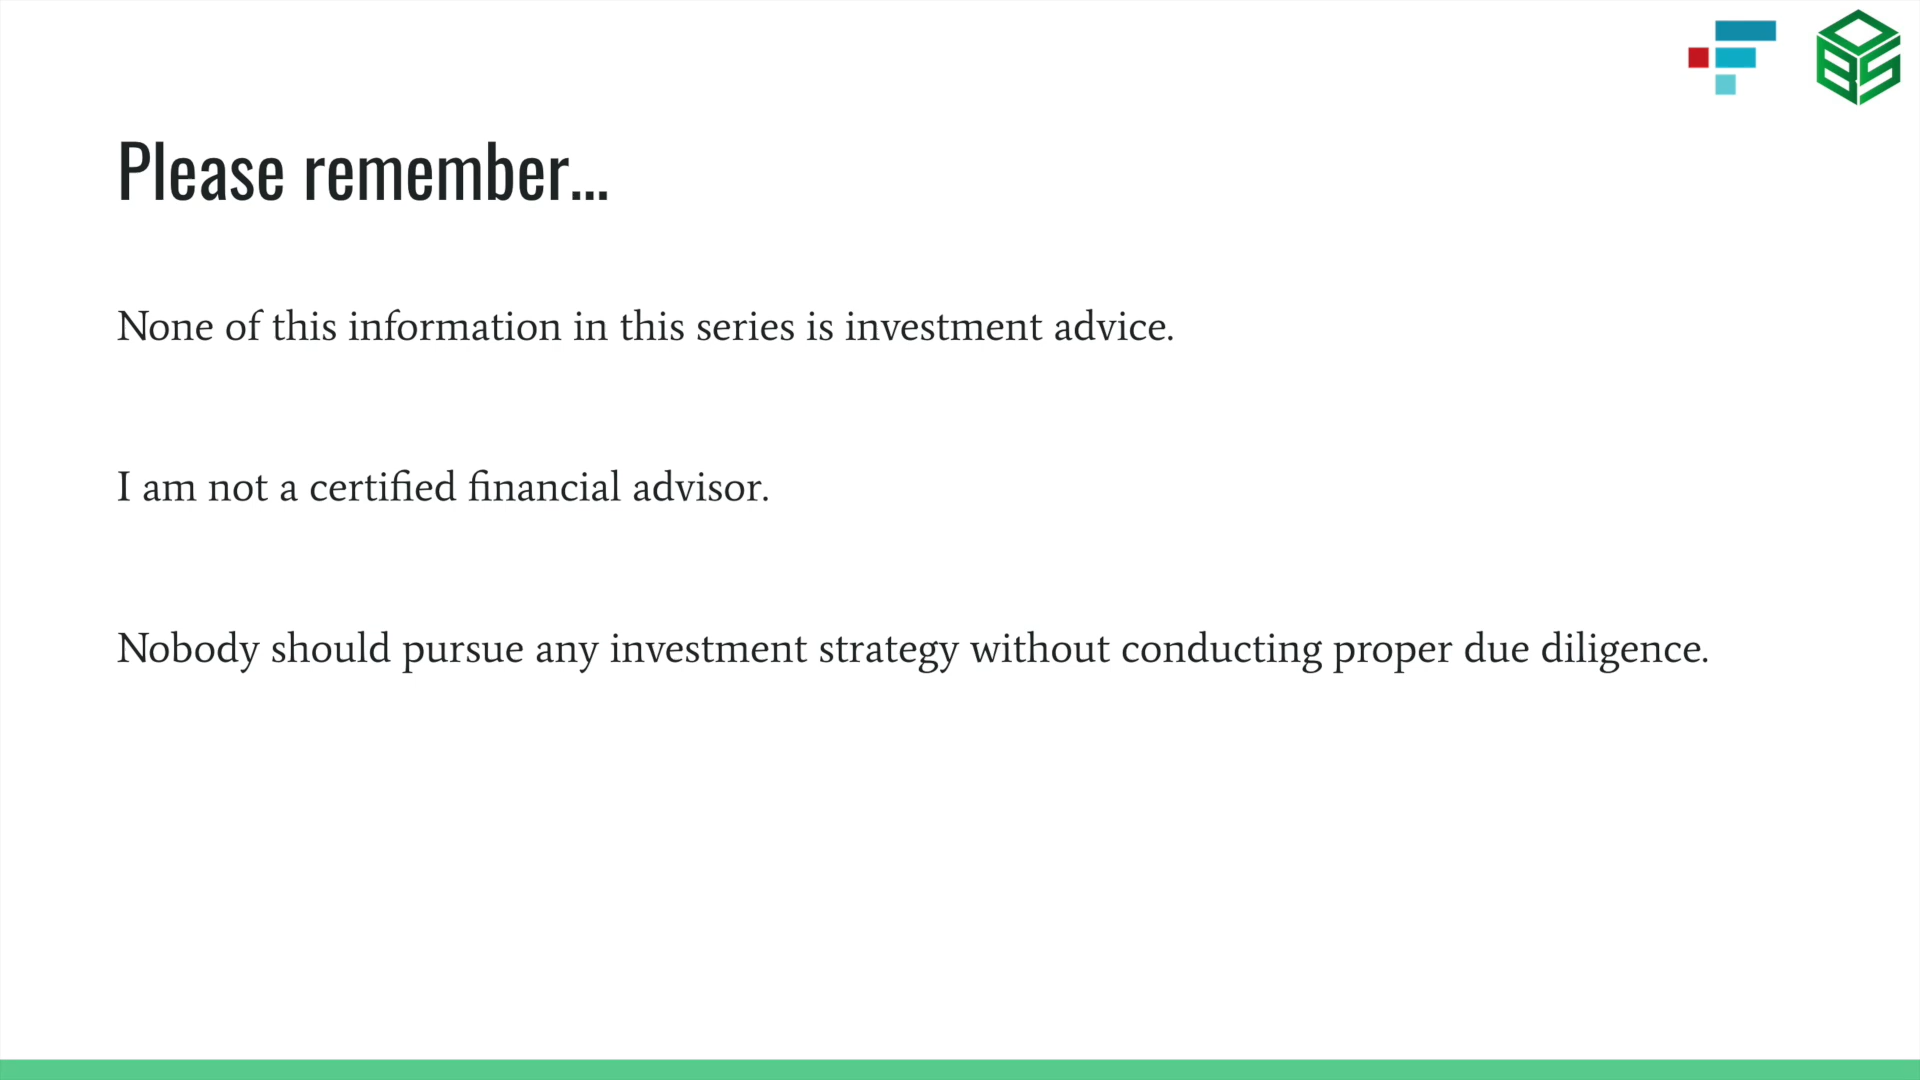 Please remember...
None of this information in this series is investment advice.
I am not a certified financial advisor.
Nobody should pursue any investment strategy without conducting proper due diligence.